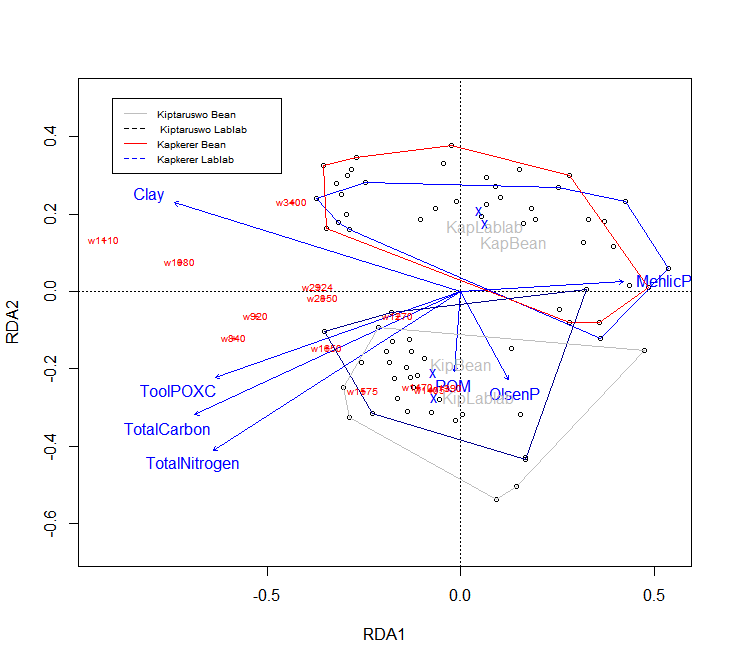 Kiptaruswo Bean
Kiptaruswo Lablab
Kapkerer Bean
Kapkerer Lablab
0.4
0.2
0.0
-0.2
-0.4
-0.6
RDA2
Clay
w3400
w1110
w1080
KapLablab
KapBean
MehlicP
w2924
w2850
w920
w1270
w840
w1650
KipBean
ToolPOXC
w1575
POM
OlsenP
KipLablab
TotalCarbon
TotalNitrogen
x
x
x
x
-0.5
0.0
0.5
RDA1